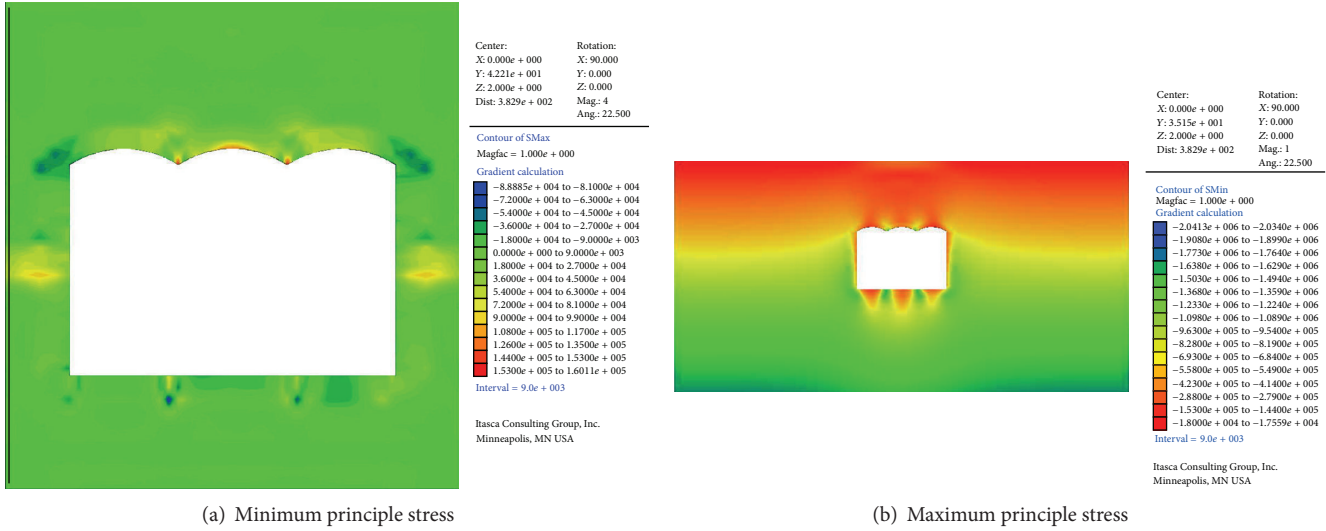 Center:
X: 0.000e + 000
Y: 4.221e + 001
Z: 2.000e + 000
Dist: 3.829e + 002
Rotation:
X: 90.000
Y: 0.000
Z: 0.000
Mag.: 4
Ang.: 22.500
Contour of SMax
Magfac = 1.000e + 000
Gradient calculation
−8.8885e + 004 to −8.1000e + 004
−7.2000e + 004 to −6.3000e + 004
−5.4000e + 004 to −4.5000e + 004
−3.6000e + 004 to −2.7000e + 004
−1.8000e + 004 to −9.0000e + 003
0.0000e + 000 to 9.0000e + 003
1.8000e + 004 to 2.7000e + 004
3.6000e + 004 to 4.5000e + 004
5.4000e + 004 to 6.3000e + 004
7.2000e + 004 to 8.1000e + 004
9.0000e + 004 to 9.9000e + 004
1.0800e + 005 to 1.1700e + 005
1.2600e + 005 to 1.3500e + 005
1.4400e + 005 to 1.5300e + 005
1.5300e + 005 to 1.6011e + 005
Interval = 9.0e + 003
Itasca Consulting Group, Inc.
Minneapolis, MN USA
(a) Minimum principle stress
Center:
X: 0.000e + 000
Y: 3.515e + 001
Z: 2.000e + 000
Dist: 3.829e + 002
Rotation:
X: 90.000
Y: 0.000
Z: 0.000
Mag.: 1
Ang.: 22.500
Contour of SMin
Magfac = 1.000e + 000
Gradient calculation
−2.0413e + 006 to −2.0340e + 006
−1.9080e + 006 to −1.8990e + 006
−1.7730e + 006 to −1.7640e + 006
−1.6380e + 006 to −1.6290e + 006
−1.5030e + 006 to −1.4940e + 006
−1.3680e + 006 to −1.3590e + 006
−1.2330e + 006 to −1.2240e + 006
−1.0980e + 006 to −1.0890e + 006
−9.6300e + 005 to −9.5400e + 005
−8.2800e + 005 to −8.1900e + 005
−6.9300e + 005 to −6.8400e + 005
−5.5800e + 005 to −5.4900e + 005
−4.2300e + 005 to −4.1400e + 005
−2.8800e + 005 to −2.7900e + 005
−1.5300e + 005 to −1.4400e + 005
−1.8000e + 004 to −1.7559e + 004
Interval = 9.0e + 003
Itasca Consulting Group, Inc.
Minneapolis, MN USA
(b) Maximum principle stress